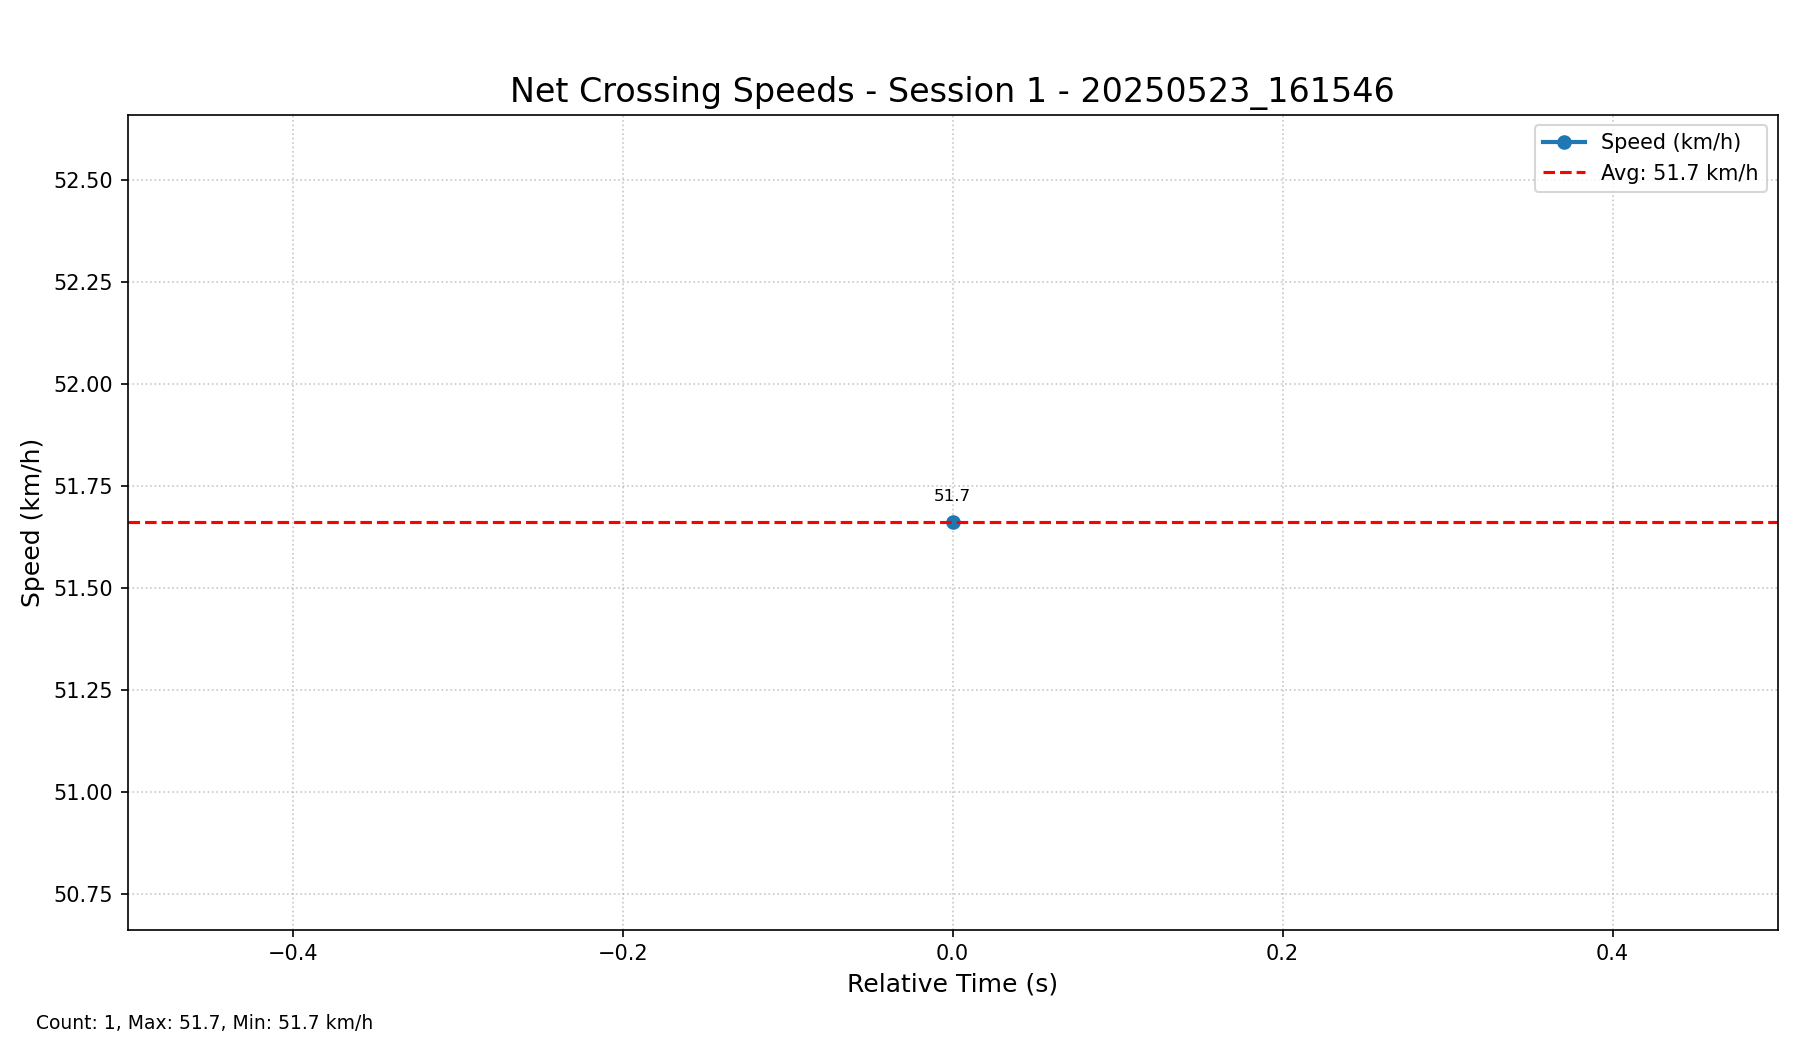 Net Crossing Speeds - Session 1 - 20250523_161546
Speed (km/h)
Avg: 51.7 km/h
52.50
52.25
52.00
51.75
51.50
51.25
51.00
50.75
Speed (km/h)
51.7
−0.4
−0.2
0.0
0.2
0.4
Relative Time (s)
Count: 1, Max: 51.7, Min: 51.7 km/h